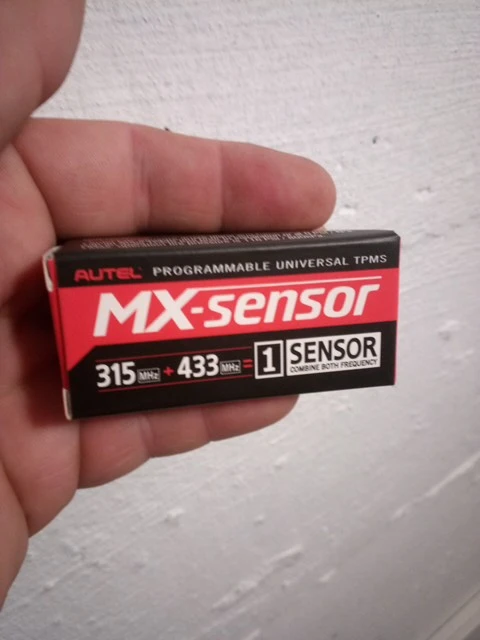 AUTEL PROGRAMMABLE UNIVERSAL TPMS
MX-sensor
315 MHz + 433 MHz = 1 SENSOR
COMBINE BOTH FREQUENCY